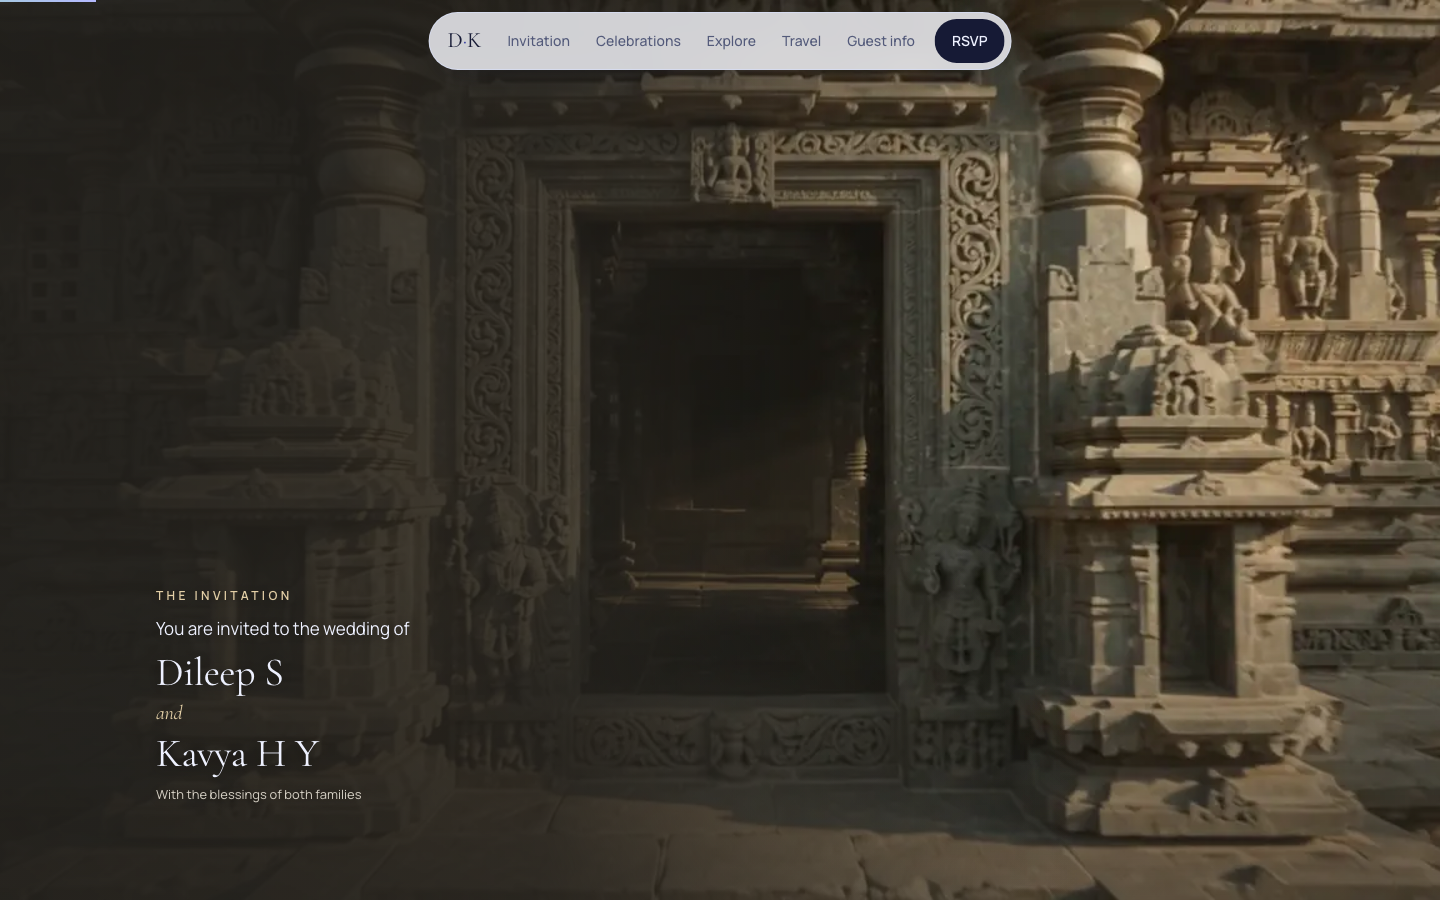 D·K Invitation Celebrations Explore Travel Guest info RSVP
THE INVITATION
You are invited to the wedding of
Dileep S
and
Kavya H Y
With the blessings of both families